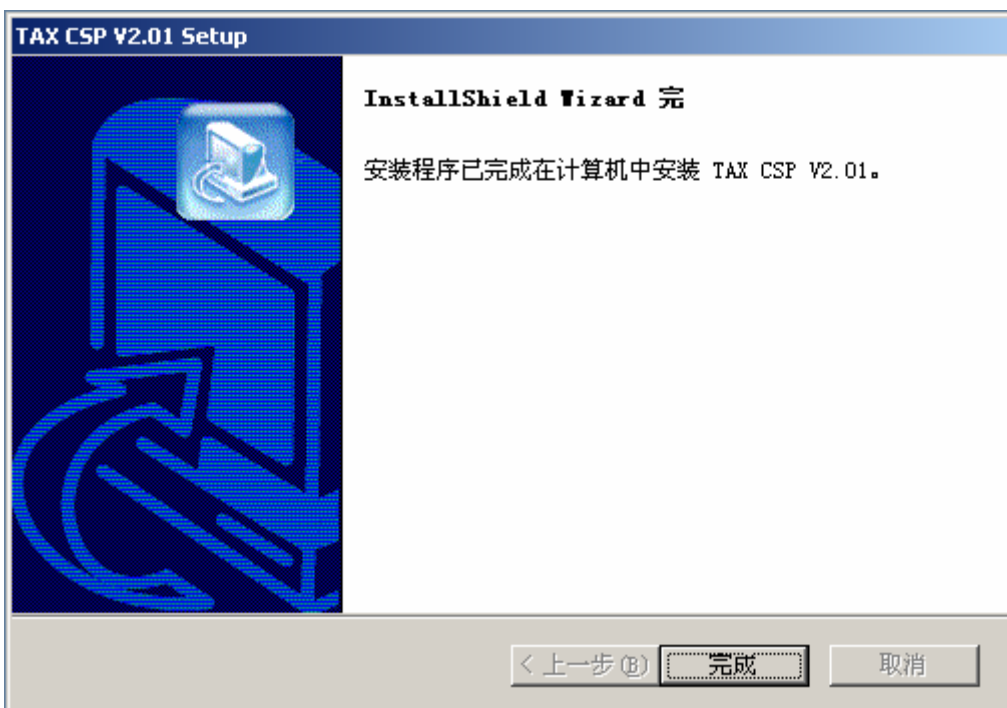 TAX CSP V2.01 Setup
InstallShield Wizard 完
安装程序已完成在计算机中安装 TAX CSP V2.01。
< 上一步(B) 完成 取消